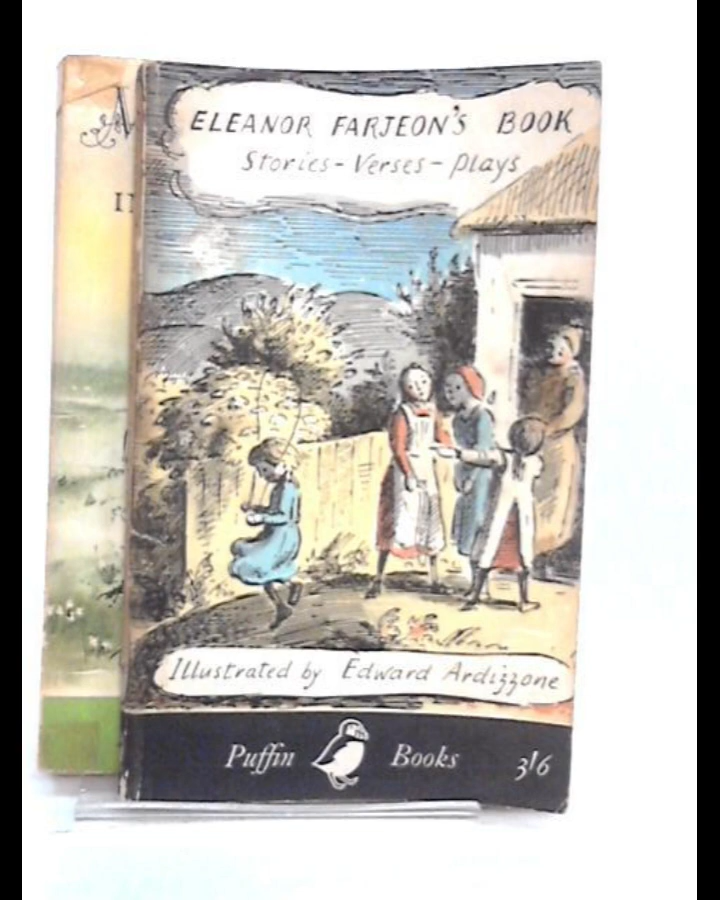 ELEANOR FARJEON'S BOOK
Stories - Verses - Plays
Illustrated by Edward Ardizzone
Puffin Books 3/6